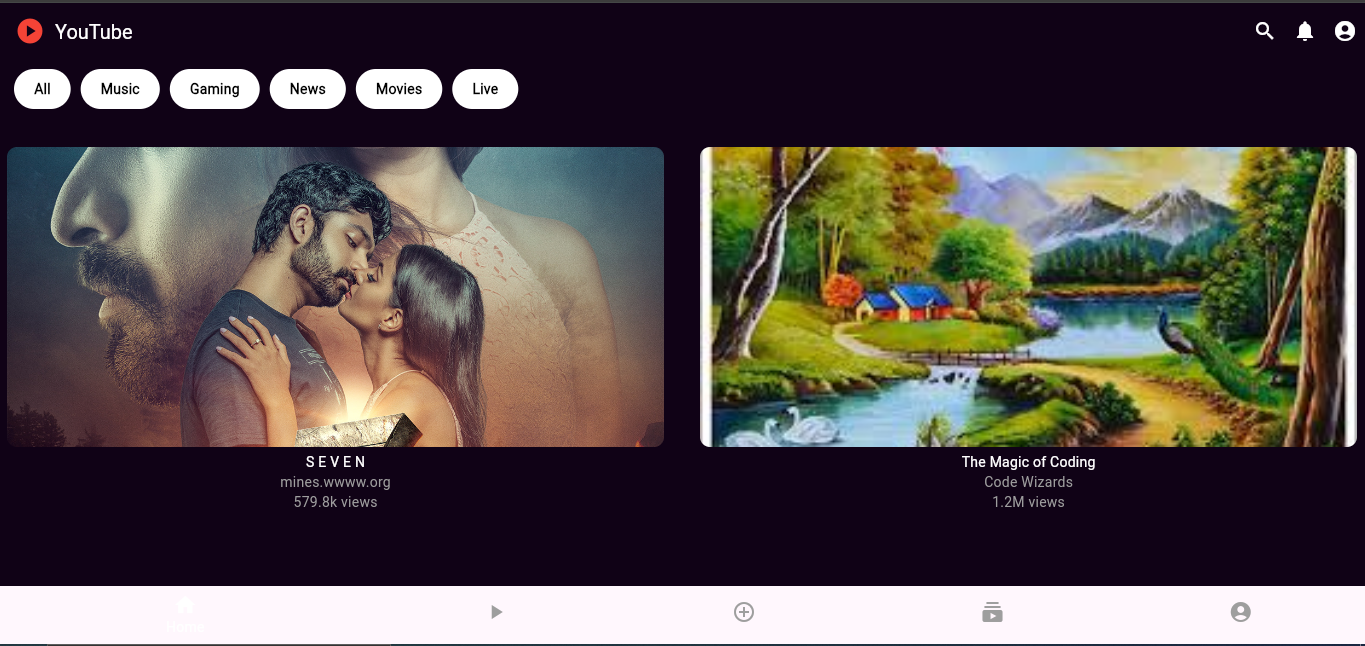 YouTube
All Music Gaming News Movies Live
S E V E N
mines.wwww.org
579.8k views
The Magic of Coding
Code Wizards
1.2M views
Home